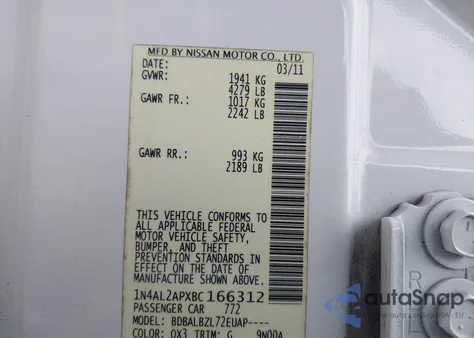 MFD BY NISSAN MOTOR CO., LTD.
DATE: 03/11
GVWR: 1941 KG
4279 LB
GAWR FR.: 1017 KG
2242 LB
GAWR RR.: 993 KG
2189 LB
THIS VEHICLE CONFORMS TO
ALL APPLICABLE FEDERAL
MOTOR VEHICLE SAFETY,
BUMPER, AND THEFT
PREVENTION STANDARDS
IN EFFECT ON THE DATE OF
MANUFACTURE SHOWN ABOVE.
1N4AL2APXBC166312
PASSENGER CAR 772
MODEL: BDBALBZL72EUAP----
COLOR: QX3 TRIM: G 9N00A
R
autoSnap